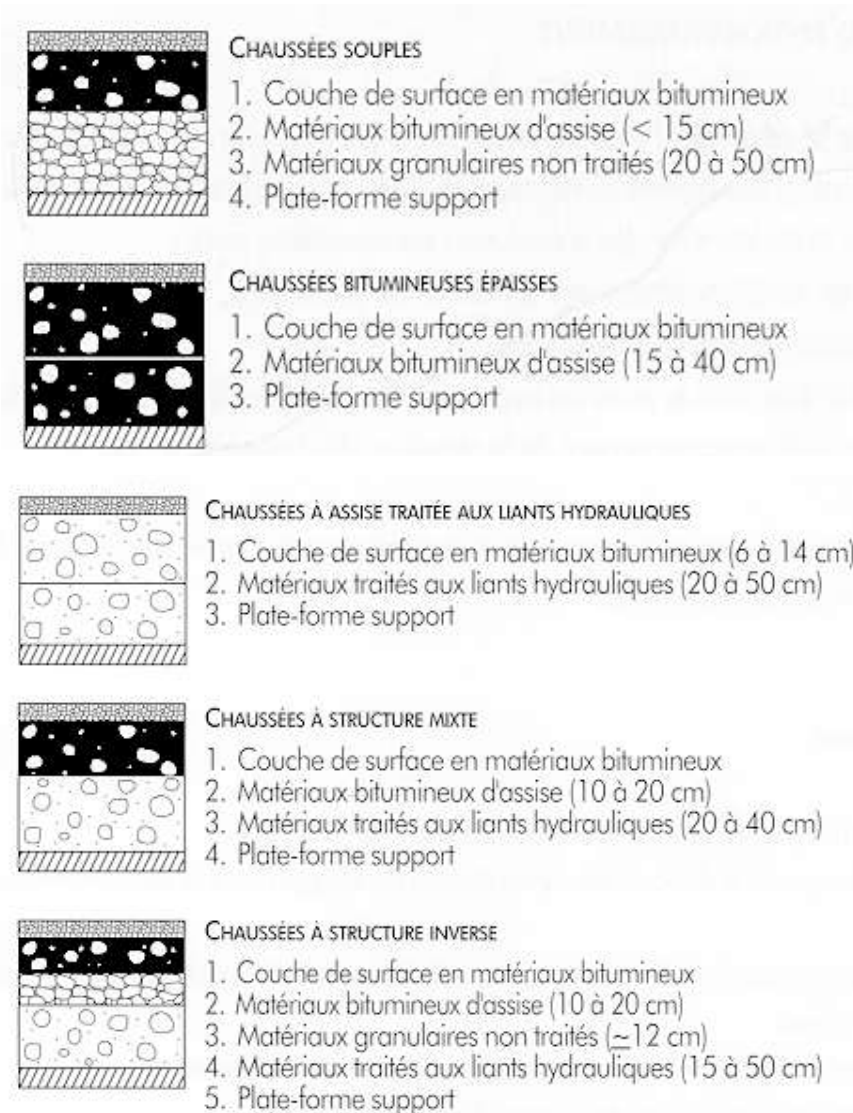 CHAUSSÉES SOUPLES
1. Couche de surface en matériaux bitumineux
2. Matériaux bitumineux d'assise (< 15 cm)
3. Matériaux granulaires non traités (20 à 50 cm)
4. Plate-forme support
CHAUSSÉES BITUMINEUSES ÉPAISSES
1. Couche de surface en matériaux bitumineux
2. Matériaux bitumineux d'assise (15 à 40 cm)
3. Plate-forme support
CHAUSSÉES À ASSISE TRAITÉE AUX LIANTS HYDRAULIQUES
1. Couche de surface en matériaux bitumineux (6 à 14 cm)
2. Matériaux traités aux liants hydrauliques (20 à 50 cm)
3. Plate-forme support
CHAUSSÉES À STRUCTURE MIXTE
1. Couche de surface en matériaux bitumineux
2. Matériaux bitumineux d'assise (10 à 20 cm)
3. Matériaux traités aux liants hydrauliques (20 à 40 cm)
4. Plate-forme support
CHAUSSÉES À STRUCTURE INVERSE
1. Couche de surface en matériaux bitumineux
2. Matériaux bitumineux d'assise (10 à 20 cm)
3. Matériaux granulaires non traités (~12 cm)
4. Matériaux traités aux liants hydrauliques (15 à 50 cm)
5. Plate-forme support